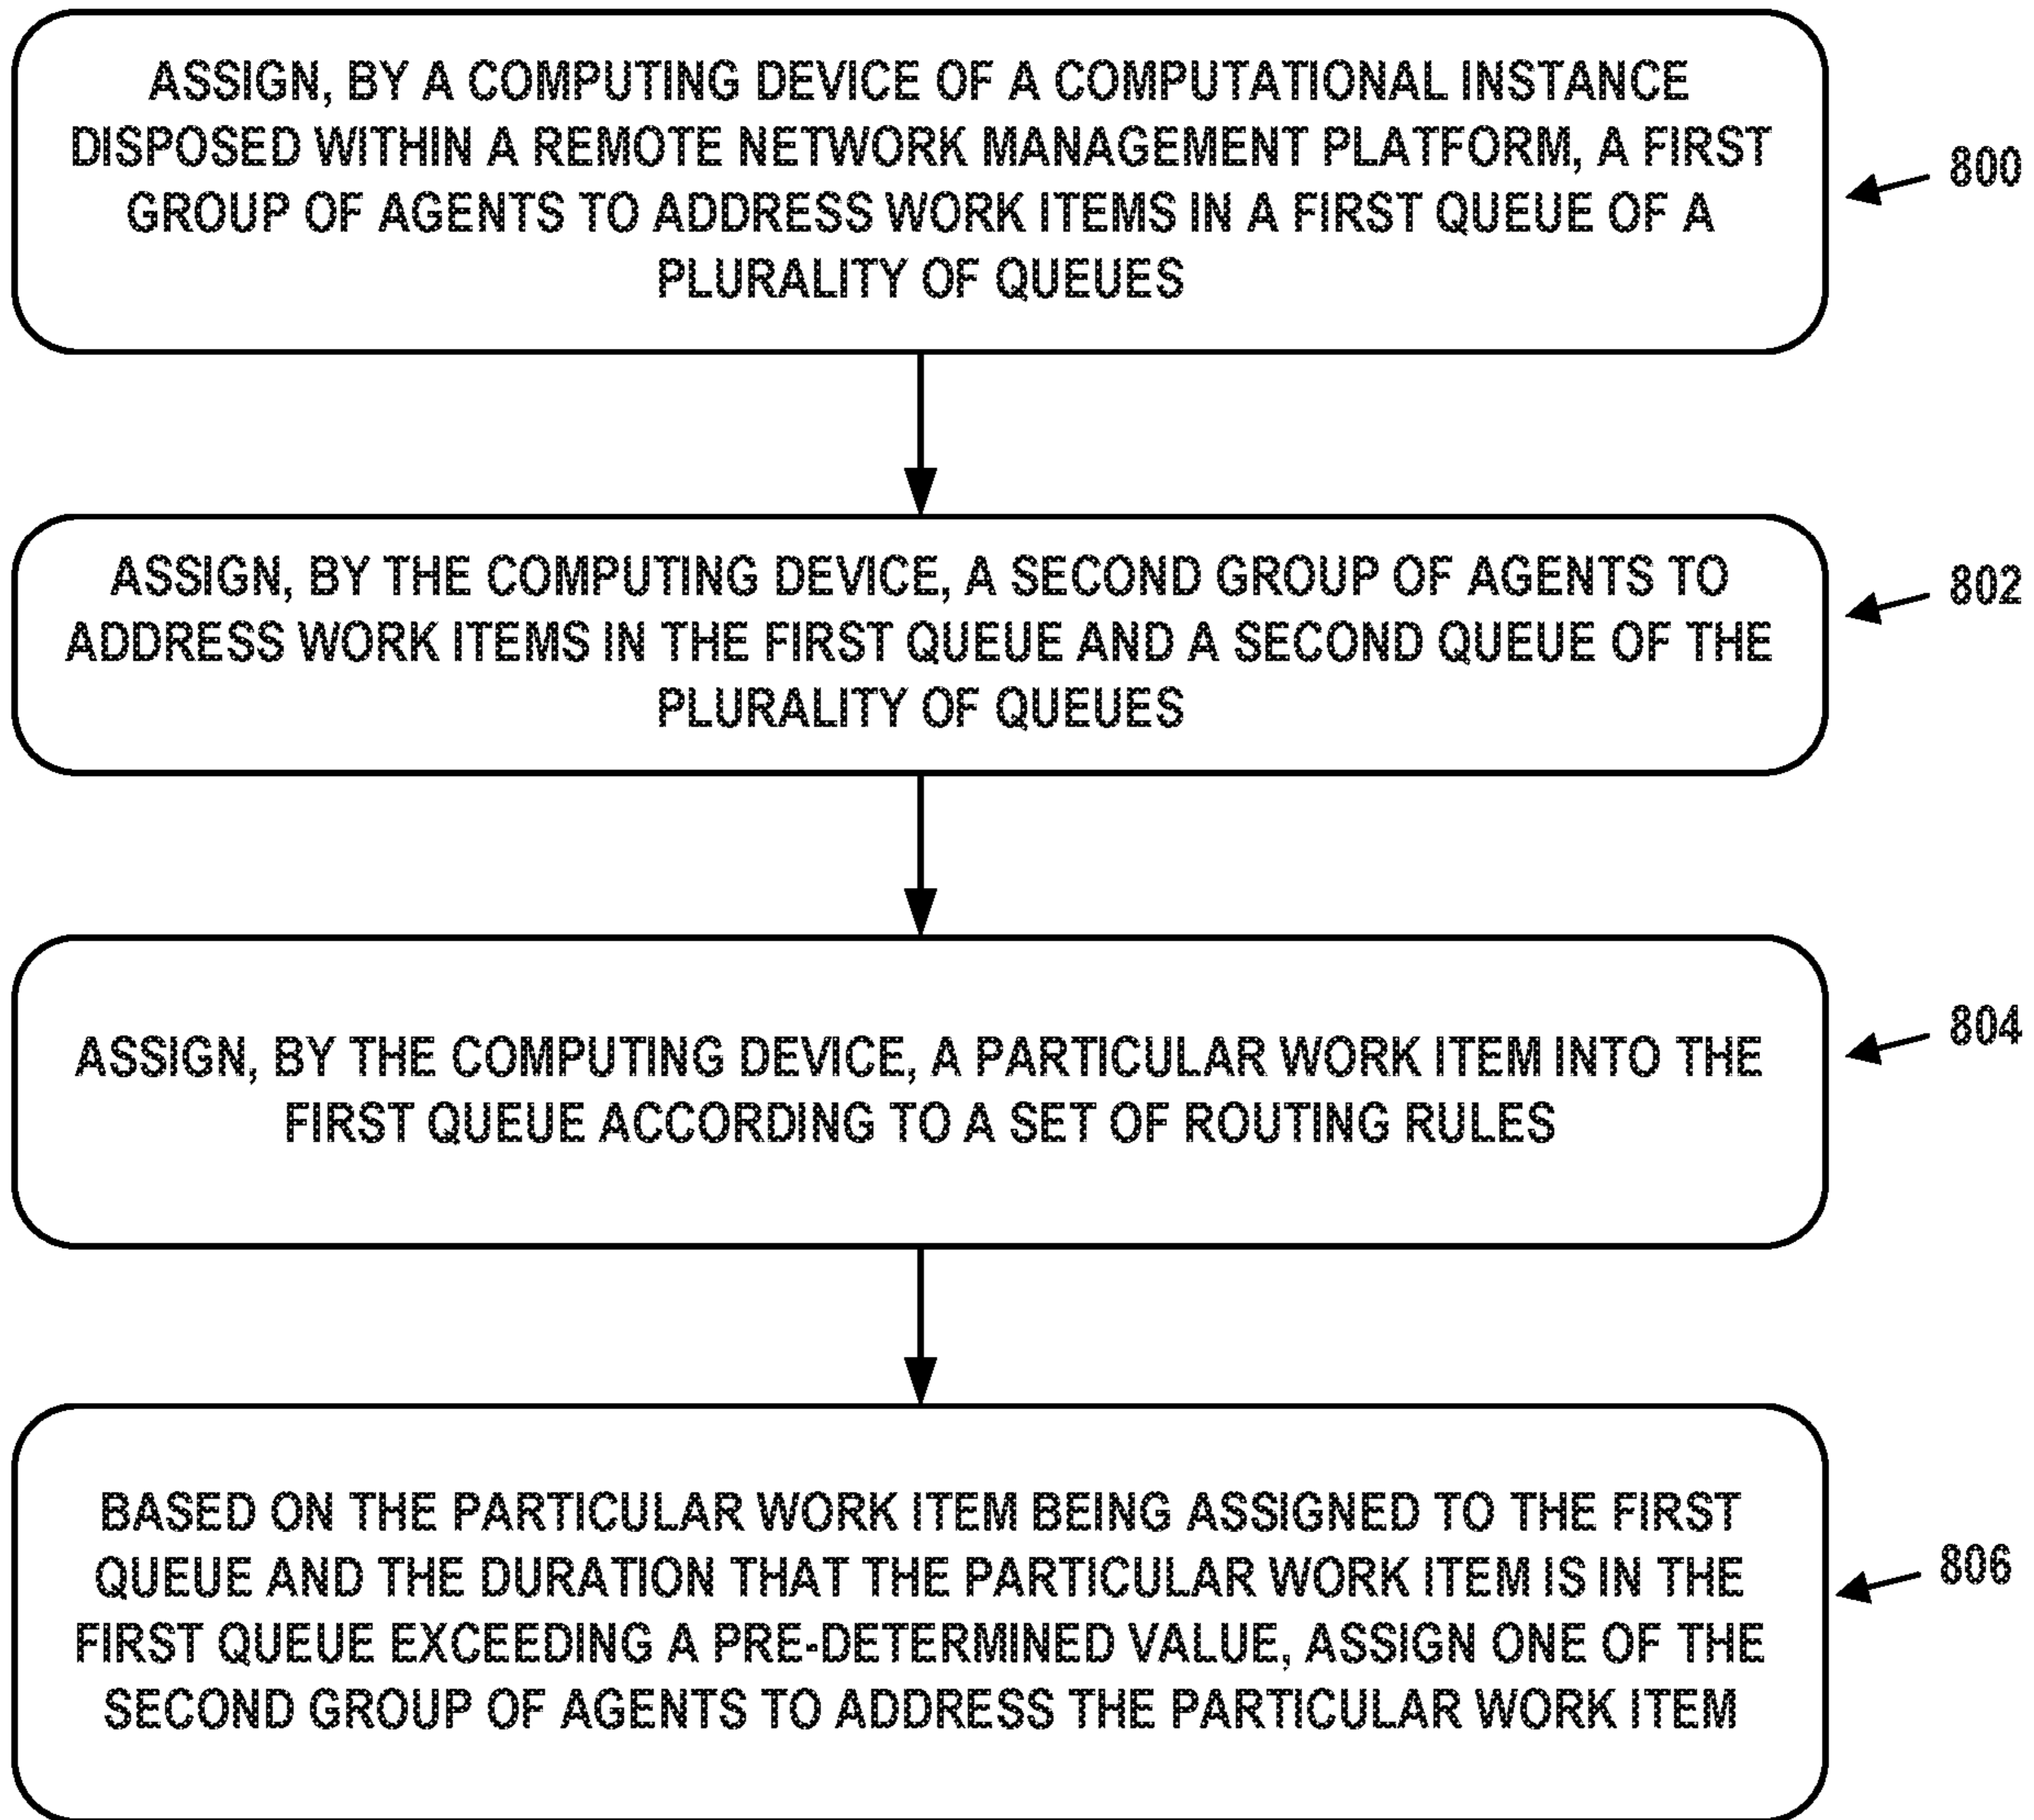 ASSIGN, BY A COMPUTING DEVICE OF A COMPUTATIONAL INSTANCE
DISPOSED WITHIN A REMOTE NETWORK MANAGEMENT PLATFORM, A FIRST
GROUP OF AGENTS TO ADDRESS WORK ITEMS IN A FIRST QUEUE OF A
PLURALITY OF QUEUES
800
ASSIGN, BY THE COMPUTING DEVICE, A SECOND GROUP OF AGENTS TO
ADDRESS WORK ITEMS IN THE FIRST QUEUE AND A SECOND QUEUE OF THE
PLURALITY OF QUEUES
802
ASSIGN, BY THE COMPUTING DEVICE, A PARTICULAR WORK ITEM INTO THE
FIRST QUEUE ACCORDING TO A SET OF ROUTING RULES
804
BASED ON THE PARTICULAR WORK ITEM BEING ASSIGNED TO THE FIRST
QUEUE AND THE DURATION THAT THE PARTICULAR WORK ITEM IS IN THE
FIRST QUEUE EXCEEDING A PRE-DETERMINED VALUE, ASSIGN ONE OF THE
SECOND GROUP OF AGENTS TO ADDRESS THE PARTICULAR WORK ITEM
806